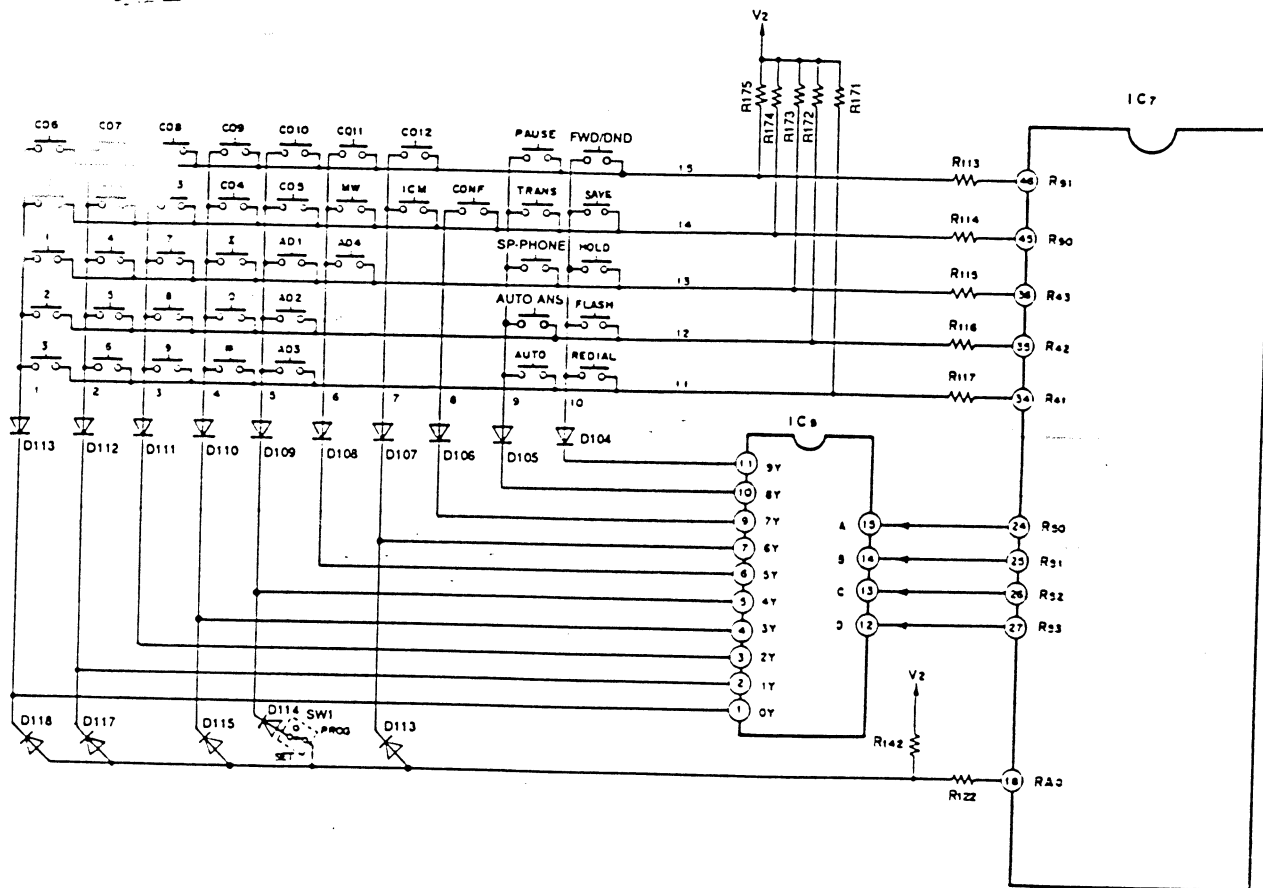 V2
R175
R174
R173
R172
R171
IC7
CO6 CO7 CO8 CO9 CO10 CO11 CO12 PAUSE FWD/DND
15 R113 46 R91
3 CO4 CO5 MW ICM CONF TRANS SAVE
14 R114 45 R90
1 4 7 X AD1 AD4 SP-PHONE HOLD
13 R115 36 R43
2 5 8 0 AD2 AUTO ANS FLASH
12 R116 35 R42
3 6 9 # AD3 AUTO REDIAL
11 R117 34 R41
1 2 3 4 5 6 7 8 9 10
IC9
D113 D112 D111 D110 D109 D108 D107 D106 D105 D104
11 9Y
10 8Y
9 7Y
7 6Y
6 5Y
5 4Y
4 3Y
3 2Y
2 1Y
1 0Y
A 15 24 R50
B 14 25 R51
C 13 26 R52
D 12 27 R53
V2
D118 D117 D115 D114 SW1 PROG D113
SET
R142
R122 18 RA0